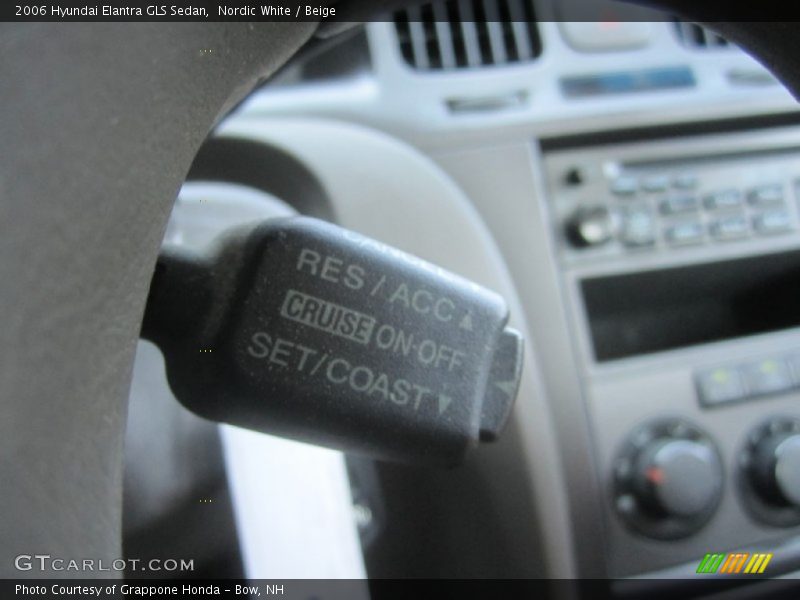 2006 Hyundai Elantra GLS Sedan,  Nordic White / Beige
RES / ACC ▲
CRUISE ON-OFF
SET/COAST ▼
GTCARLOT.COM
Photo Courtesy of Grappone Honda - Bow, NH